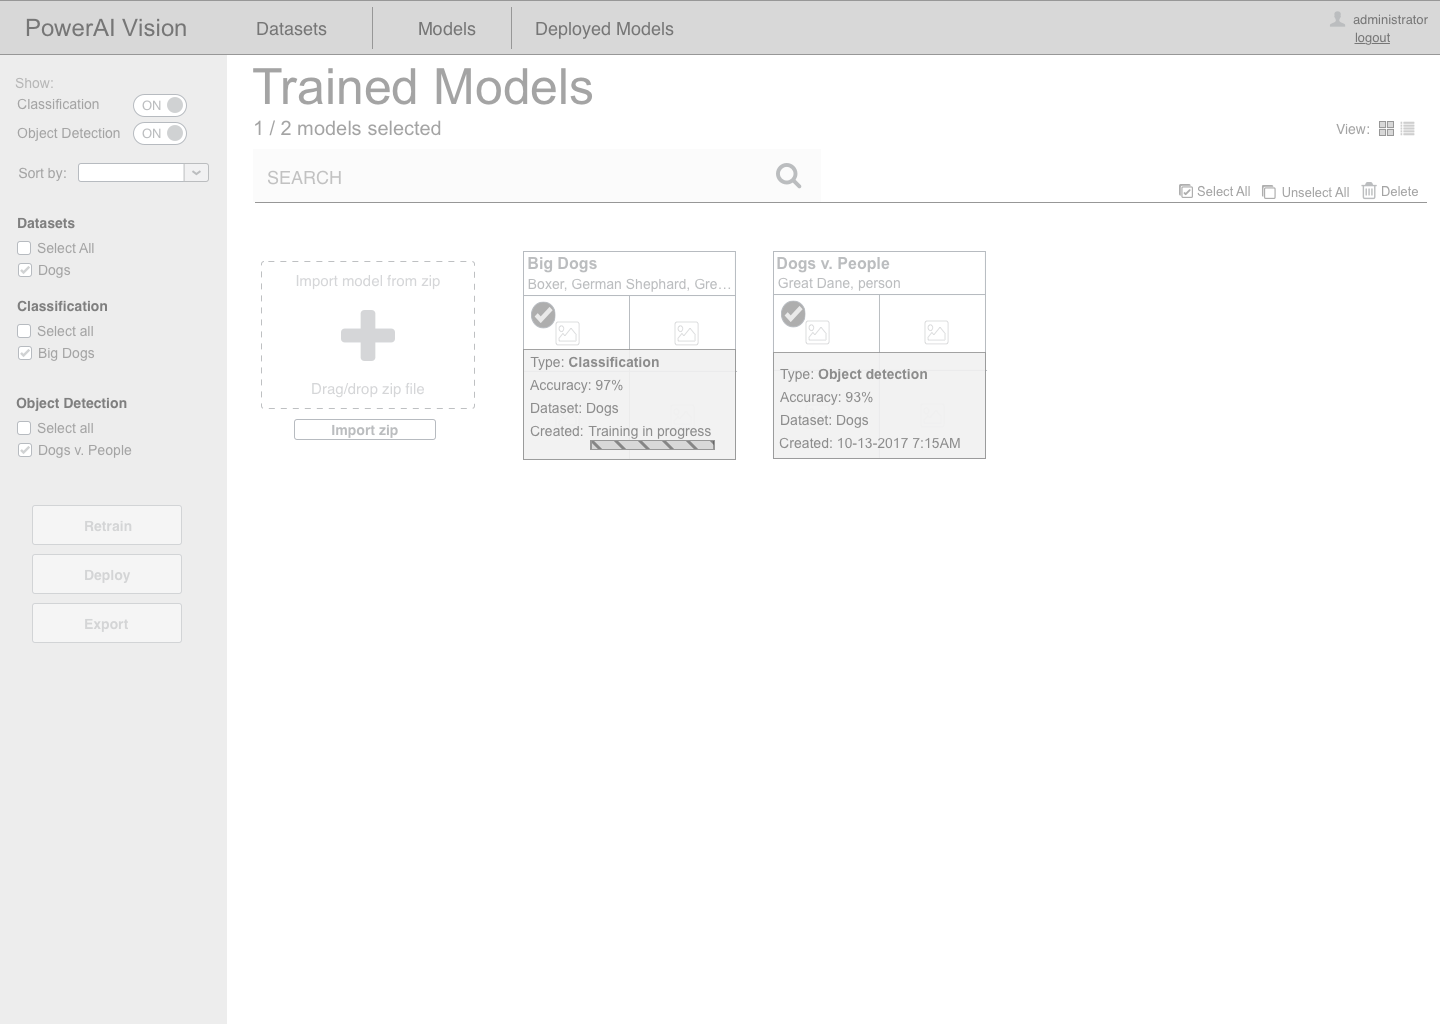 PowerAI Vision
Datasets
Models
Deployed Models
administrator
logout
Show:
Classification
ON
Object Detection
ON
Sort by:
Datasets
Select All
Dogs
Classification
Select all
Big Dogs
Object Detection
Select all
Dogs v. People
Retrain
Deploy
Export
Trained Models
1 / 2 models selected
View:
SEARCH
Select All
Unselect All
Delete
Import model from zip
Drag/drop zip file
Import zip
Big Dogs
Boxer, German Shephard, Gre...
Type: Classification
Accuracy: 97%
Dataset: Dogs
Created: Training in progress
Dogs v. People
Great Dane, person
Type: Object detection
Accuracy: 93%
Dataset: Dogs
Created: 10-13-2017 7:15AM